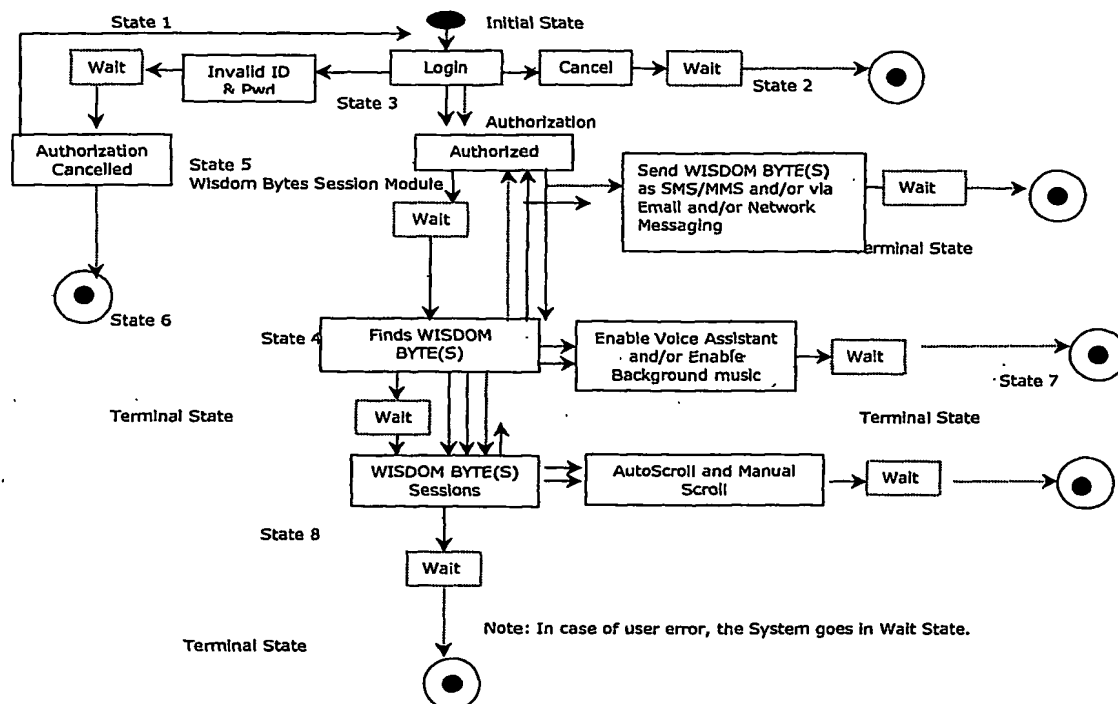 State 1
Initial State
Wait
Invalid ID
& Pwd
Login
Cancel
Wait
State 2
State 3
Authorization
Authorization
Cancelled
State 5
Wisdom Bytes Session Module
Authorized
Wait
Send WISDOM BYTE(S)
as SMS/MMS and/or via
Email and/or Network
Messaging
Wait
Terminal State
State 6
State 4
Finds WISDOM
BYTE(S)
Enable Voice Assistant
and/or Enable
Background music
Wait
State 7
Terminal State
Wait
Terminal State
WISDOM BYTE(S)
Sessions
AutoScroll and Manual
Scroll
Wait
State 8
Wait
Note: In case of user error, the System goes in Wait State.
Terminal State